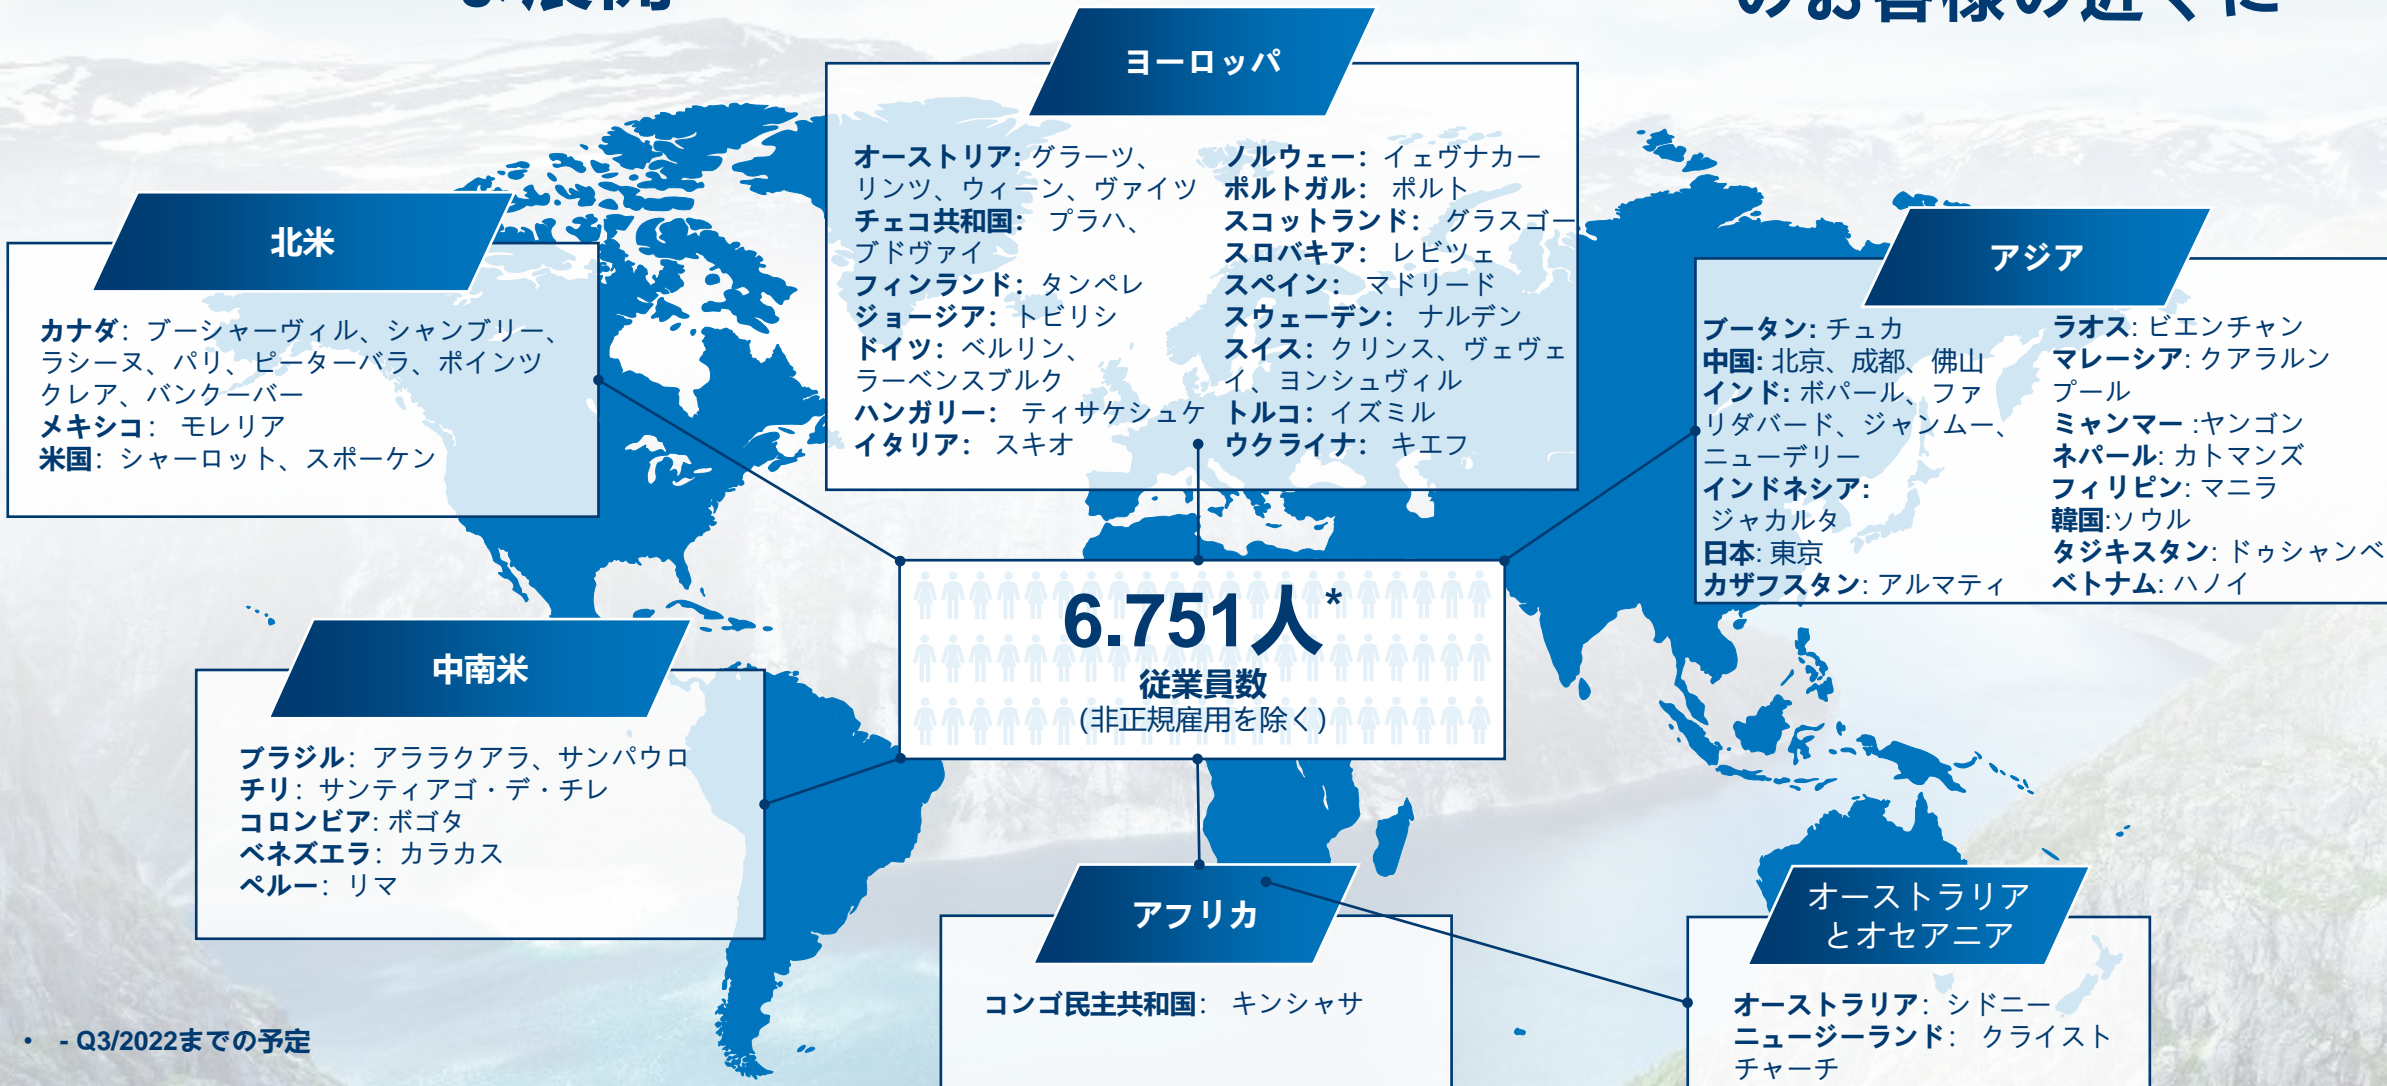 な展開
のお客様の近くに
ヨーロッパ
オーストリア: グラーツ、
リンツ、ウィーン、ヴァイツ
チェコ共和国： プラハ、
ブドヴァイ
フィンランド: タンペレ
ジョージア: トビリシ
ドイツ: ベルリン、
ラーベンスブルク
ハンガリー： ティサケシュケ
イタリア： スキオ
ノルウェー: イェヴナカー
ポルトガル: ポルト
スコットランド: グラスゴー
スロバキア: レビツェ
スペイン： マドリード
スウェーデン： ナルデン
スイス: クリンス、ヴェヴェ
イ、ヨンシュヴィル
トルコ: イズミル
ウクライナ: キエフ
北米
カナダ: ブーシャーヴィル、シャンブリー、
ラシーヌ、パリ、ピーターバラ、ポインツ
クレア、バンクーバー
メキシコ： モレリア
米国: シャーロット、スポーケン
アジア
ブータン: チュカ
中国: 北京、成都、佛山
インド: ボパール、ファ
リダバード、ジャンムー、
ニューデリー
インドネシア:
ジャカルタ
日本: 東京
カザフスタン: アルマティ
ラオス: ビエンチャン
マレーシア: クアラルン
プール
ミャンマー :ヤンゴン
ネパール: カトマンズ
フィリピン: マニラ
韓国:ソウル
タジキスタン: ドゥシャンベ
ベトナム: ハノイ
6.751人*
従業員数
(非正規雇用を除く)
中南米
ブラジル: アララクアラ、サンパウロ
チリ: サンティアゴ・デ・チレ
コロンビア: ボゴタ
ベネズエラ: カラカス
ペルー: リマ
アフリカ
コンゴ民主共和国： キンシャサ
オーストラリア
とオセアニア
オーストラリア: シドニー
ニュージーランド： クライスト
チャーチ
• - Q3/2022までの予定